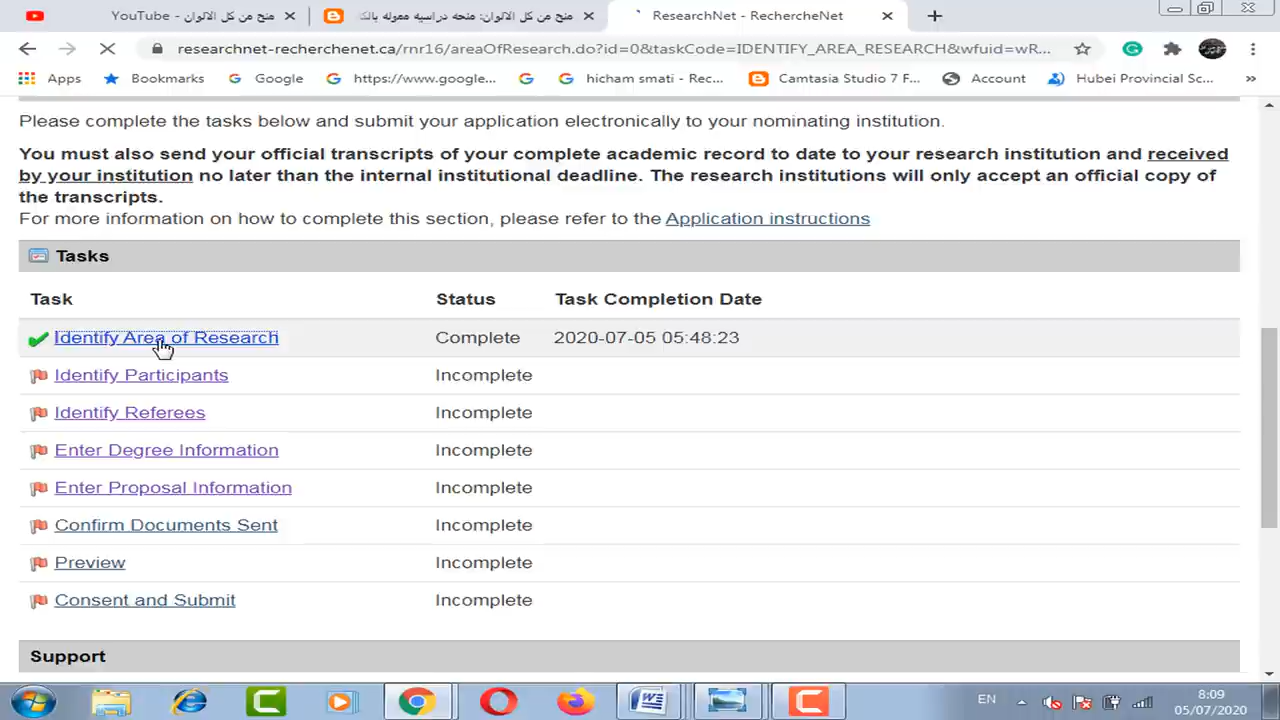 منح من كل الالوان - YouTube
منح من كل الالوان: منحه دراسيه مموله بالكا
ResearchNet - RechercheNet
researchnet-recherchenet.ca/rnr16/areaOfResearch.do?id=0&taskCode=IDENTIFY_AREA_RESEARCH&wfuid=wR...
Apps Bookmarks Google https://www.google... hicham smati - Rec... Camtasia Studio 7 F... Account Hubei Provincial Sc... »
Please complete the tasks below and submit your application electronically to your nominating institution.
You must also send your official transcripts of your complete academic record to date to your research institution and received
by your institution no later than the internal institutional deadline. The research institutions will only accept an official copy of
the transcripts.
For more information on how to complete this section, please refer to the Application instructions
Tasks
Task Status Task Completion Date
Identify Area of Research Complete 2020-07-05 05:48:23
Identify Participants Incomplete
Identify Referees Incomplete
Enter Degree Information Incomplete
Enter Proposal Information Incomplete
Confirm Documents Sent Incomplete
Preview Incomplete
Consent and Submit Incomplete
Support
EN 8:09
05/07/2020